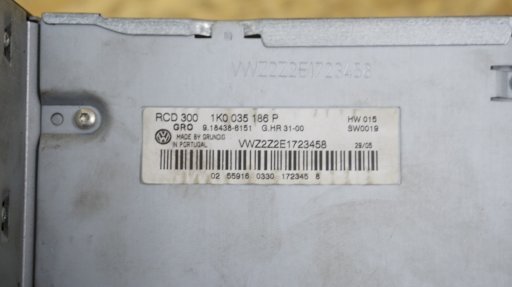 VWZ2Z2E1723458
RCD 300 1K0 035 186 P HW 015
GRO 9.18438-6151 G.HR 31-00 SW0019
MADE BY GRUNDIG
IN PORTUGAL VWZ2Z2E1723458 29/05
02 55916 0330 172345 8